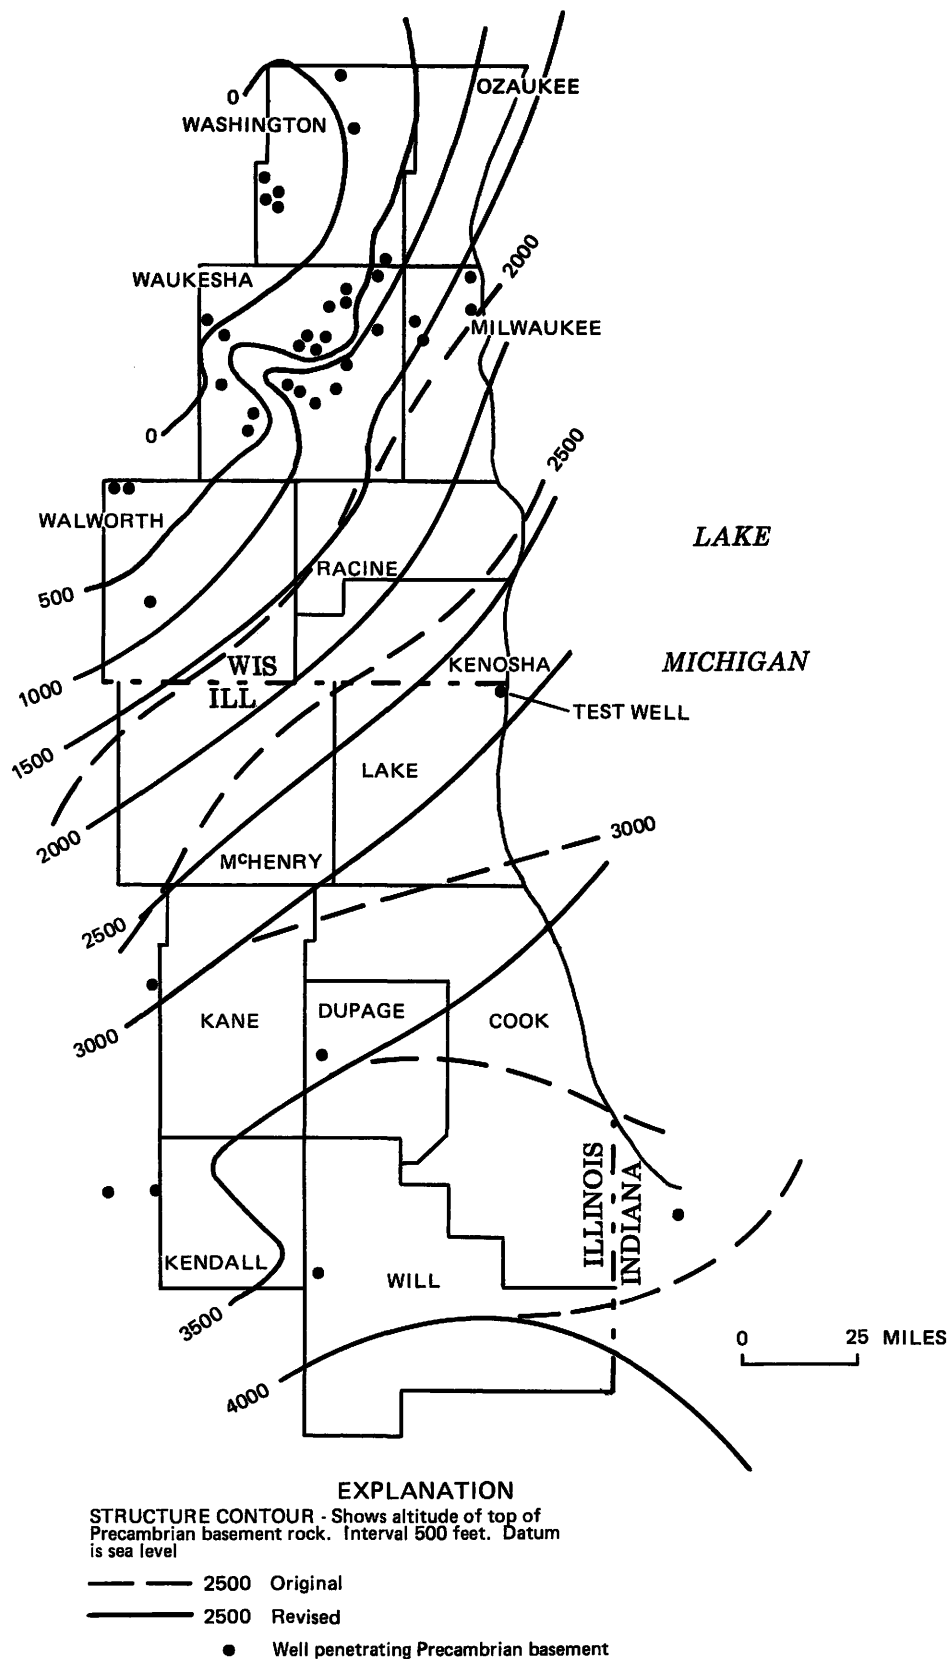 OZAUKEE
0
WASHINGTON
2000
WAUKESHA
MILWAUKEE
0
2500
WALWORTH
LAKE
RACINE
500
MICHIGAN
WIS
KENOSHA
1000
ILL
TEST WELL
1500
LAKE
2000
3000
McHENRY
2500
DUPAGE
KANE
COOK
3000
ILLINOIS
INDIANA
KENDALL
WILL
3500
0 25 MILES
4000
EXPLANATION
STRUCTURE CONTOUR - Shows altitude of top of
Precambrian basement rock. Interval 500 feet. Datum
is sea level
2500 Original
2500 Revised
Well penetrating Precambrian basement